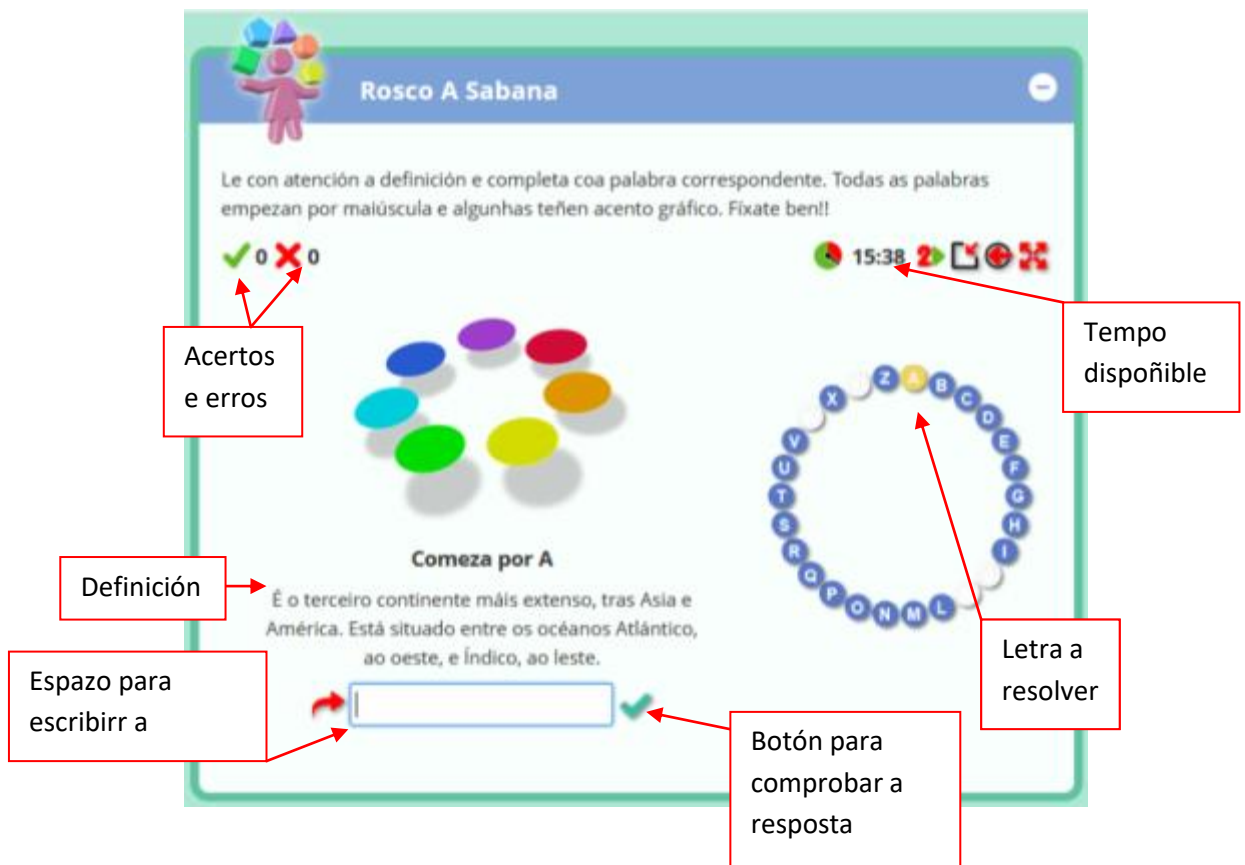 Rosco A Sabana
Le con atención a definición e completa coa palabra correspondente. Todas as palabras
empezan por maiúscula e algunhas teñen acento gráfico. Fíxate ben!!
0 0
15:38 2
Acertos
e erros
Tempo
dispoñible
Z A B C D E F G H I L M N O P Q R S T U V X
Comeza por A
Definición
É o terceiro continente máis extenso, tras Asia e
América. Está situado entre os océanos Atlántico,
ao oeste, e Índico, ao leste.
Letra a
resolver
Espazo para
escribirr a
Botón para
comprobar a
resposta